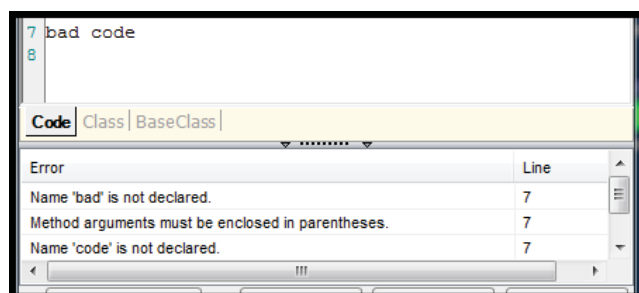 7 bad code
8
Code Class BaseClass
Error Line
Name 'bad' is not declared. 7
Method arguments must be enclosed in parentheses. 7
Name 'code' is not declared. 7